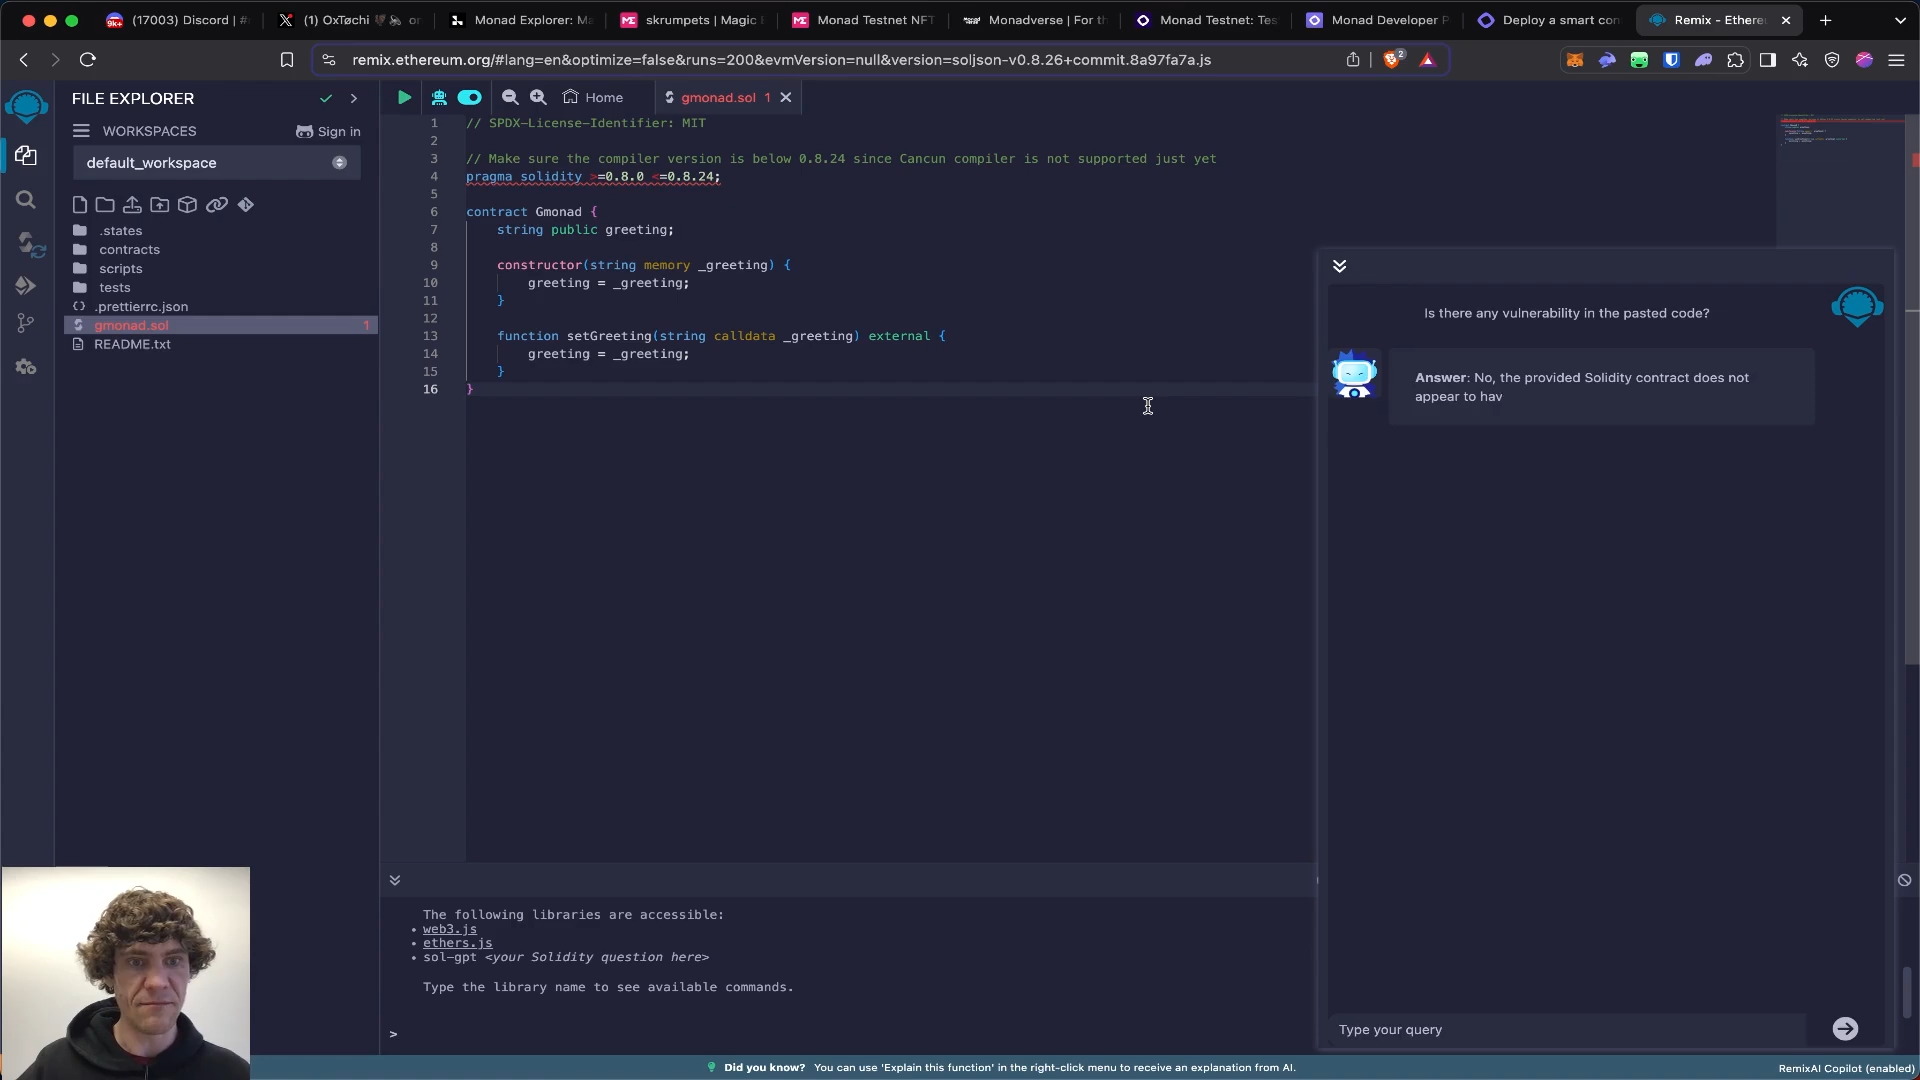 (17003) Discord | #
(1) OxTøchi
Monad Explorer: Ma
skrumpets | Magic E
Monad Testnet NFT
Monadverse | For th
Monad Testnet: Tes
Monad Developer P
Deploy a smart con
Remix - Ethere
remix.ethereum.org/#lang=en&optimize=false&runs=200&evmVersion=null&version=soljson-v0.8.26+commit.8a97fa7a.js
2
FILE EXPLORER
WORKSPACES
Sign in
default_workspace
.states
contracts
scripts
tests
.prettierrc.json
gmonad.sol 1
README.txt
Home
gmonad.sol 1
1 // SPDX-License-Identifier: MIT
2
3 // Make sure the compiler version is below 0.8.24 since Cancun compiler is not supported just yet
4 pragma solidity >=0.8.0 <=0.8.24;
5
6 contract Gmonad {
7 string public greeting;
8
9 constructor(string memory _greeting) {
10 greeting = _greeting;
11 }
12
13 function setGreeting(string calldata _greeting) external {
14 greeting = _greeting;
15 }
16 }
Is there any vulnerability in the pasted code?
Answer: No, the provided Solidity contract does not
appear to hav
Type your query
The following libraries are accessible:
• web3.js
• ethers.js
• sol-gpt <your Solidity question here>
Type the library name to see available commands.
>
Did you know? You can use 'Explain this function' in the right-click menu to receive an explanation from AI.
RemixAI Copilot (enabled)